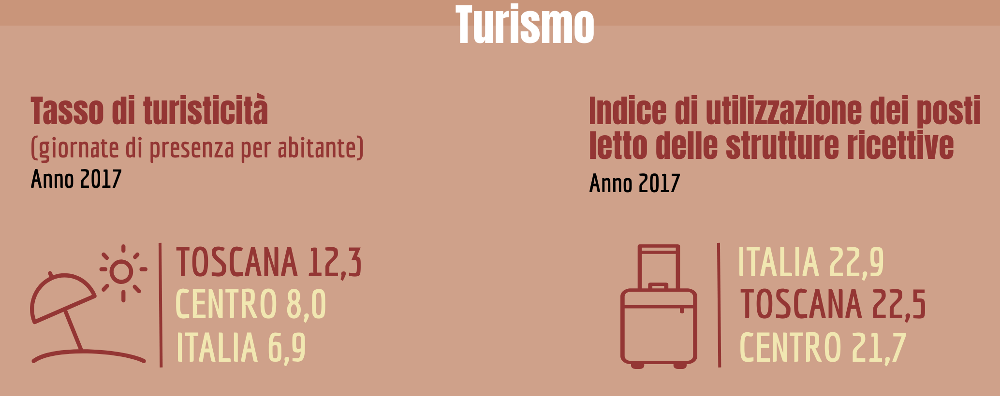 Turismo
Tasso di turisticità
(giornate di presenza per abitante)
Anno 2017
TOSCANA 12,3
CENTRO 8,0
ITALIA 6,9
Indice di utilizzazione dei posti
letto delle strutture ricettive
Anno 2017
ITALIA 22,9
TOSCANA 22,5
CENTRO 21,7